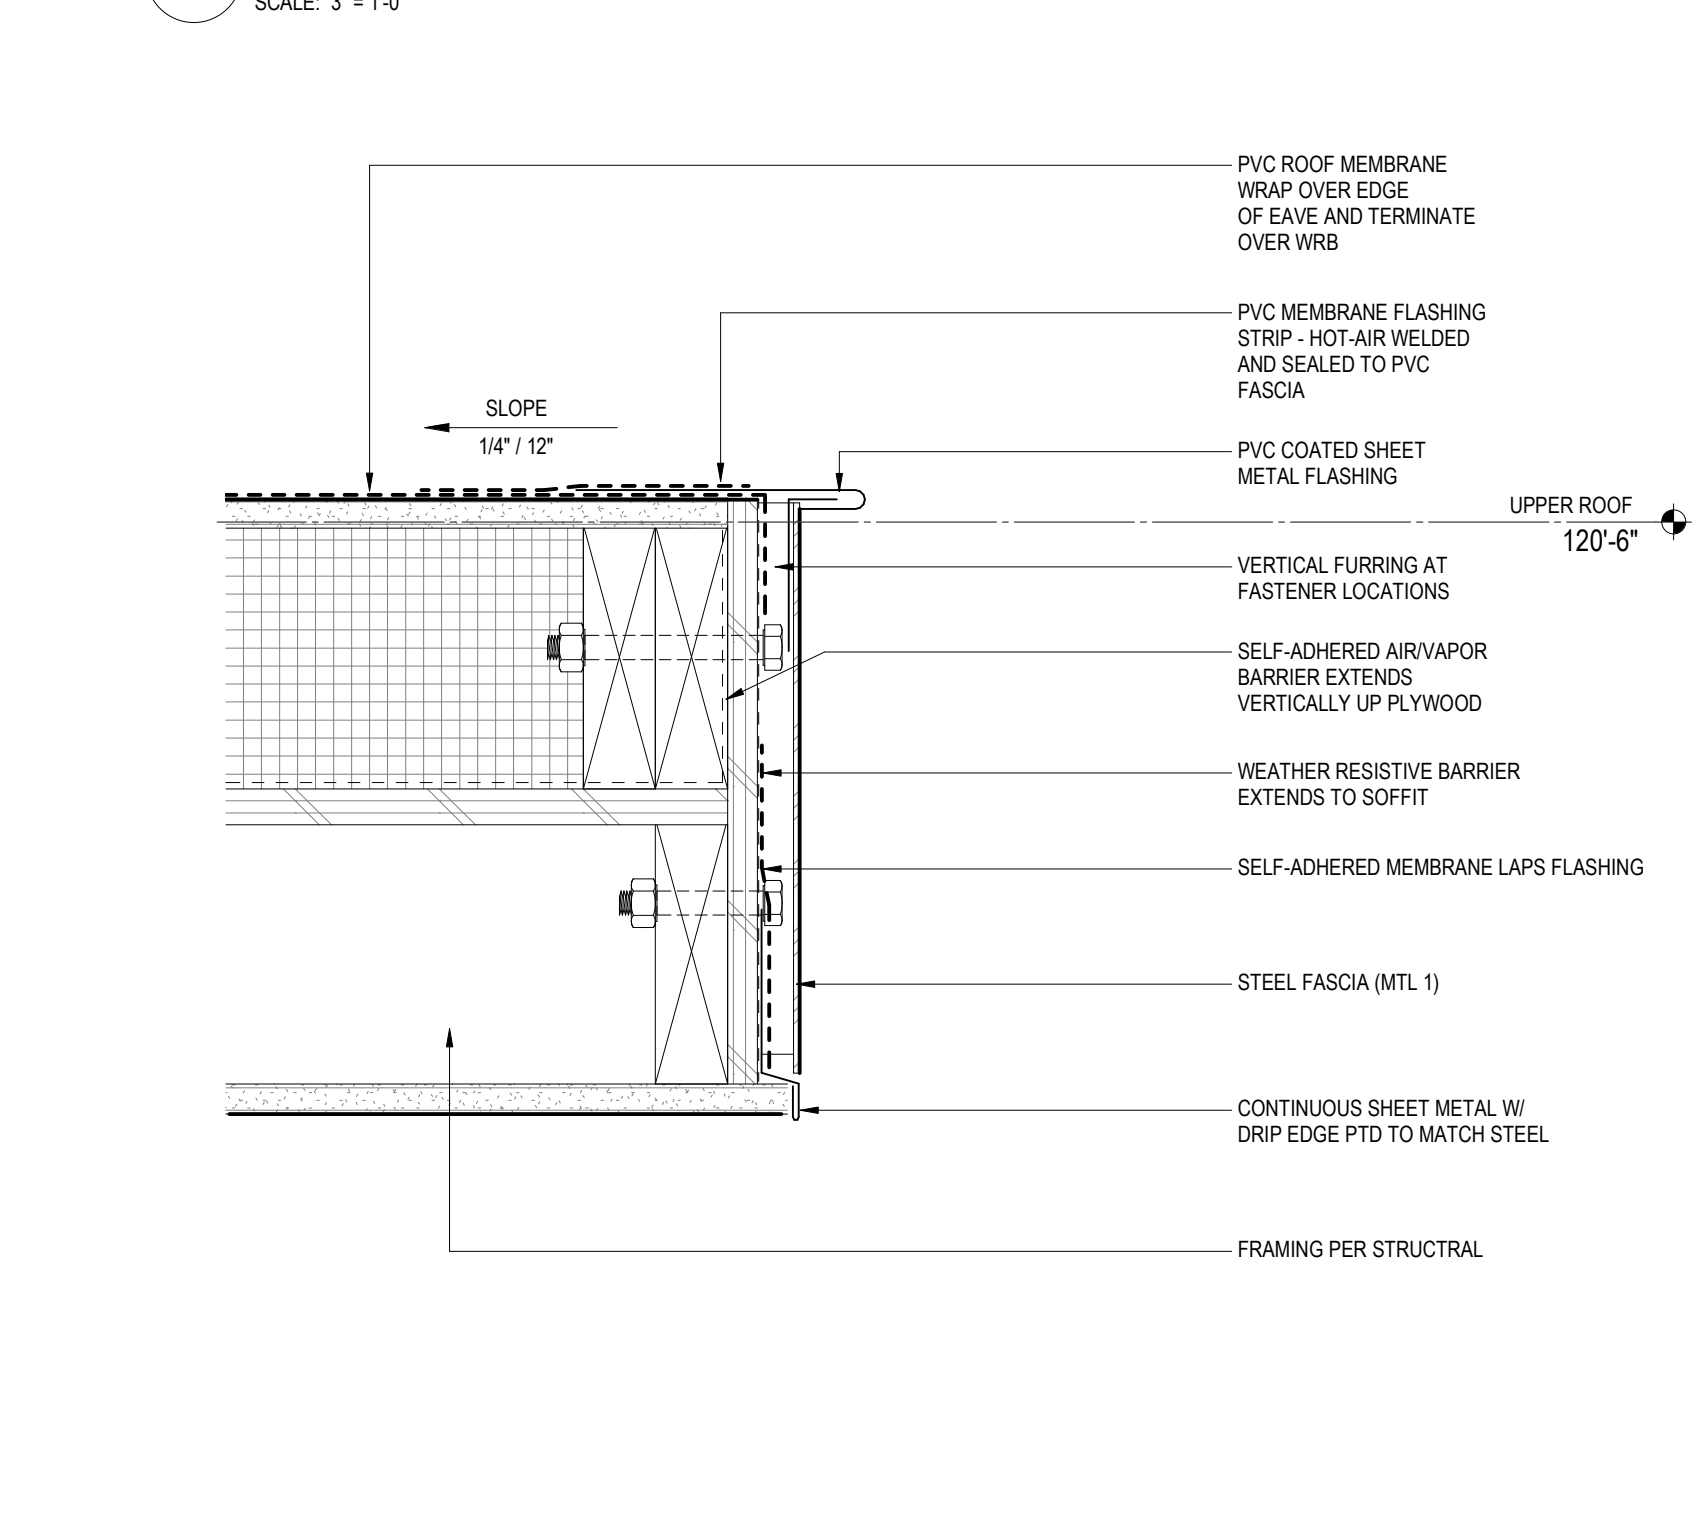 SCALE: 3" = 1'-0"
PVC ROOF MEMBRANE
WRAP OVER EDGE
OF EAVE AND TERMINATE
OVER WRB
PVC MEMBRANE FLASHING
STRIP - HOT-AIR WELDED
AND SEALED TO PVC
FASCIA
SLOPE
1/4" / 12"
PVC COATED SHEET
METAL FLASHING
UPPER ROOF
120'-6"
VERTICAL FURRING AT
FASTENER LOCATIONS
SELF-ADHERED AIR/VAPOR
BARRIER EXTENDS
VERTICALLY UP PLYWOOD
WEATHER RESISTIVE BARRIER
EXTENDS TO SOFFIT
SELF-ADHERED MEMBRANE LAPS FLASHING
STEEL FASCIA (MTL 1)
CONTINUOUS SHEET METAL W/
DRIP EDGE PTD TO MATCH STEEL
FRAMING PER STRUCTRAL